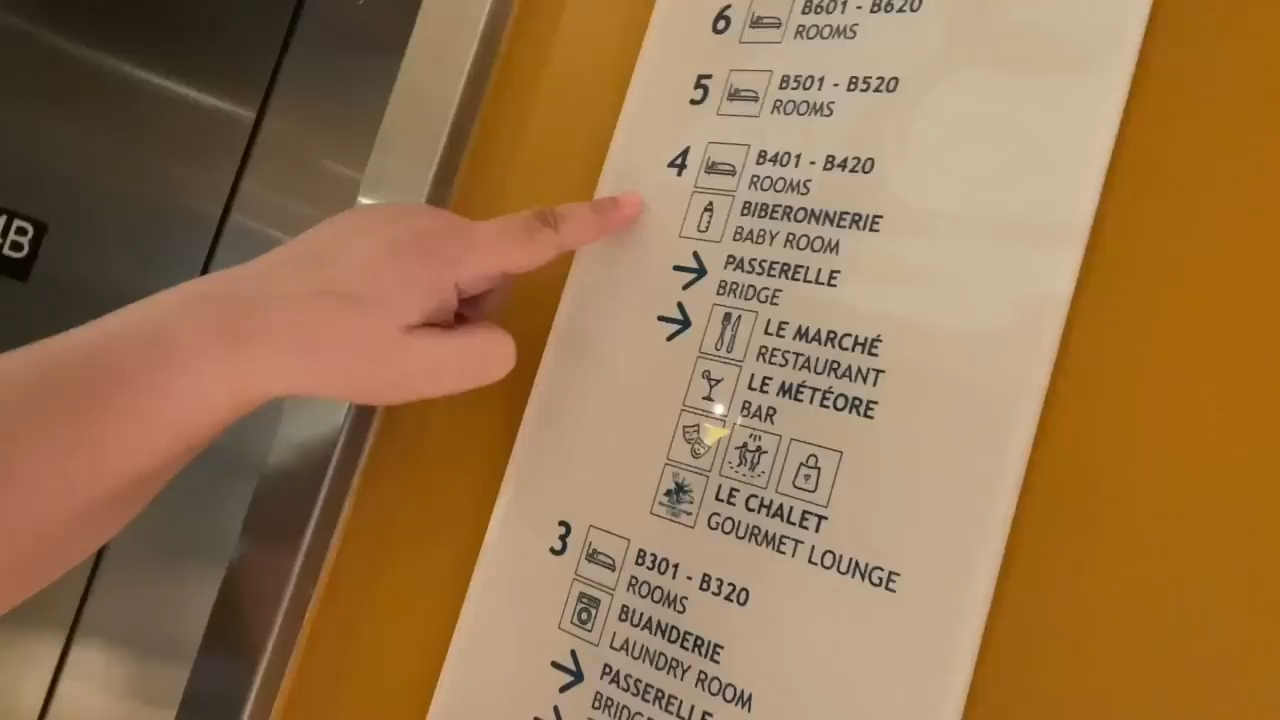 6 B601 - B620
ROOMS
5 B501 - B520
ROOMS
4 B401 - B420
ROOMS
BIBERONNERIE
BABY ROOM
→ PASSERELLE
BRIDGE
→ LE MARCHÉ
RESTAURANT
LE MÉTÉORE
BAR
LE CHALET
GOURMET LOUNGE
3 B301 - B320
ROOMS
BUANDERIE
LAUNDRY ROOM
→ PASSERELLE
BRIDGE
B